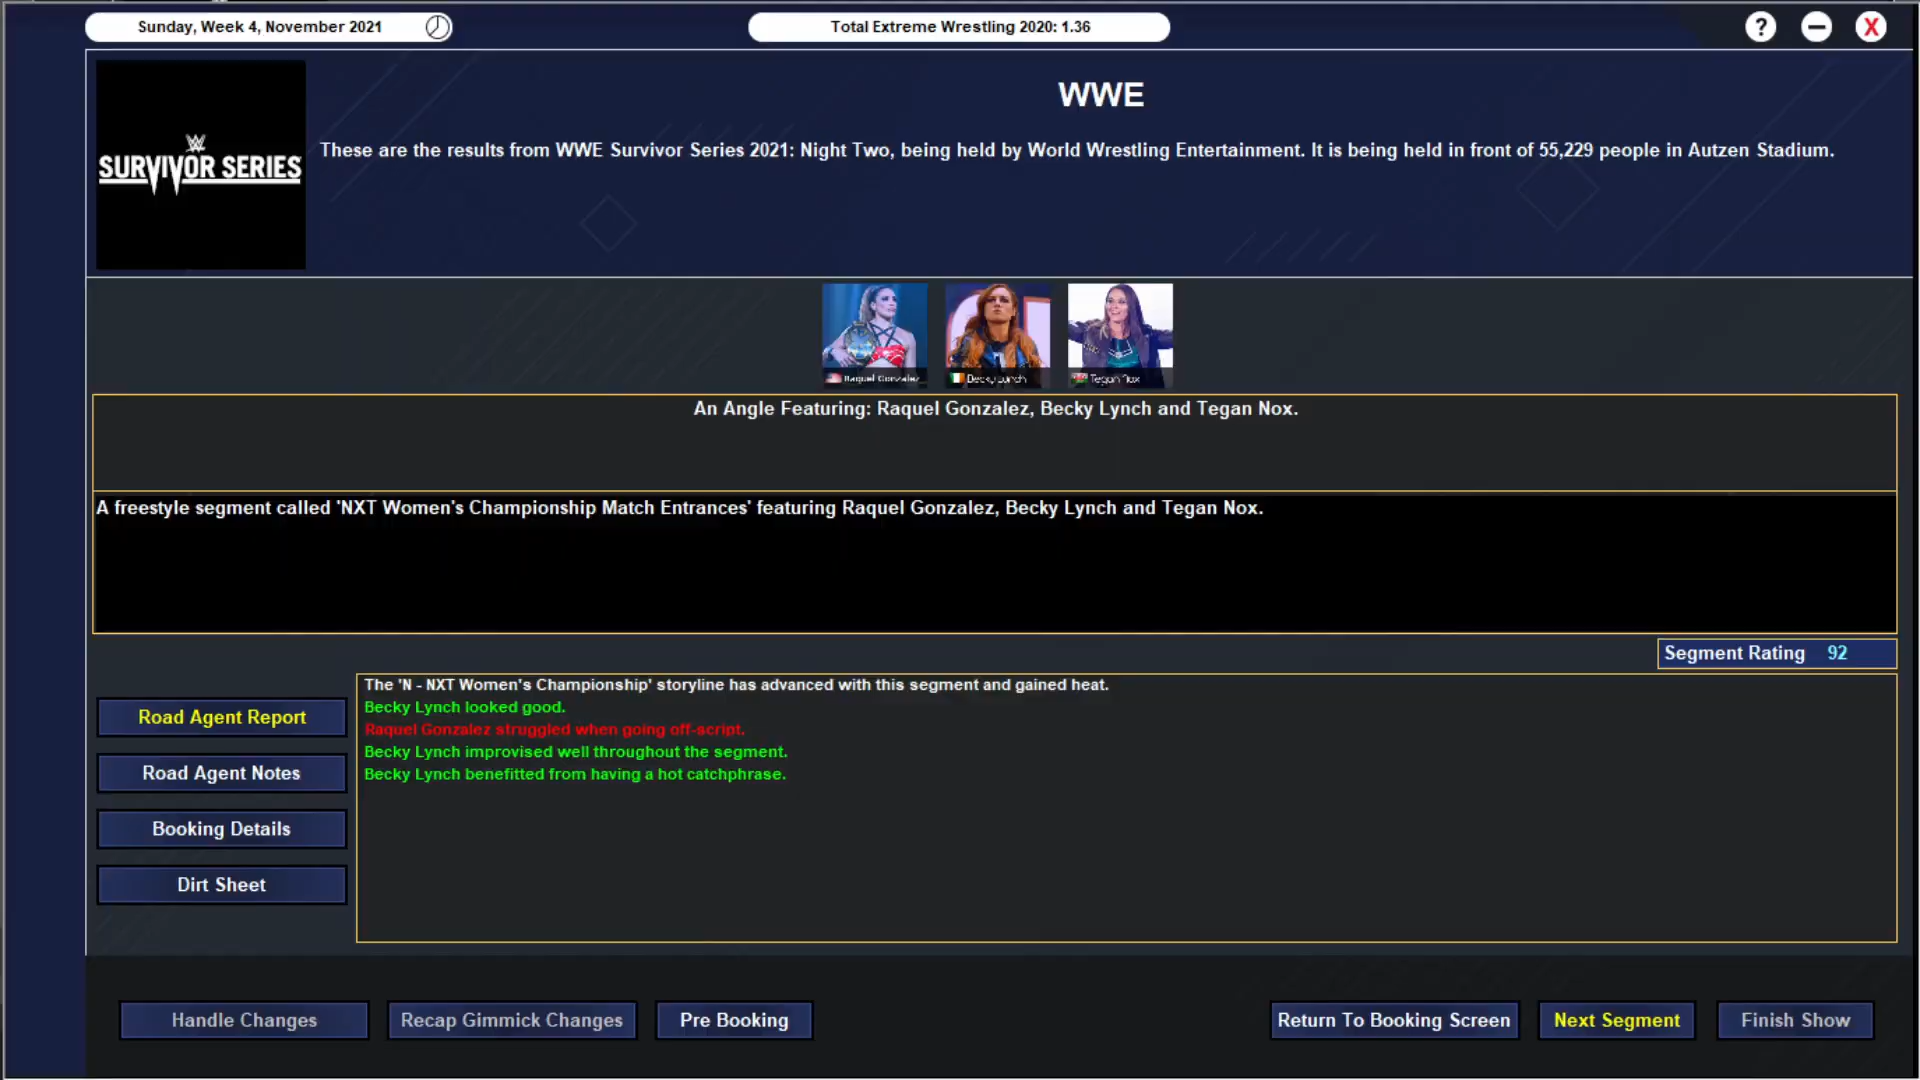 Sunday, Week 4, November 2021
Total Extreme Wrestling 2020: 1.36
?
X
W
SURVIVOR SERIES
WWE
These are the results from WWE Survivor Series 2021: Night Two, being held by World Wrestling Entertainment. It is being held in front of 55,229 people in Autzen Stadium.
Raquel Gonzalez
Becky Lynch
Tegan Nox
An Angle Featuring: Raquel Gonzalez, Becky Lynch and Tegan Nox.
A freestyle segment called 'NXT Women's Championship Match Entrances' featuring Raquel Gonzalez, Becky Lynch and Tegan Nox.
Segment Rating 92
Road Agent Report
Road Agent Notes
Booking Details
Dirt Sheet
The 'N - NXT Women's Championship' storyline has advanced with this segment and gained heat.
Becky Lynch looked good.
Raquel Gonzalez struggled when going off-script.
Becky Lynch improvised well throughout the segment.
Becky Lynch benefitted from having a hot catchphrase.
Handle Changes
Recap Gimmick Changes
Pre Booking
Return To Booking Screen
Next Segment
Finish Show